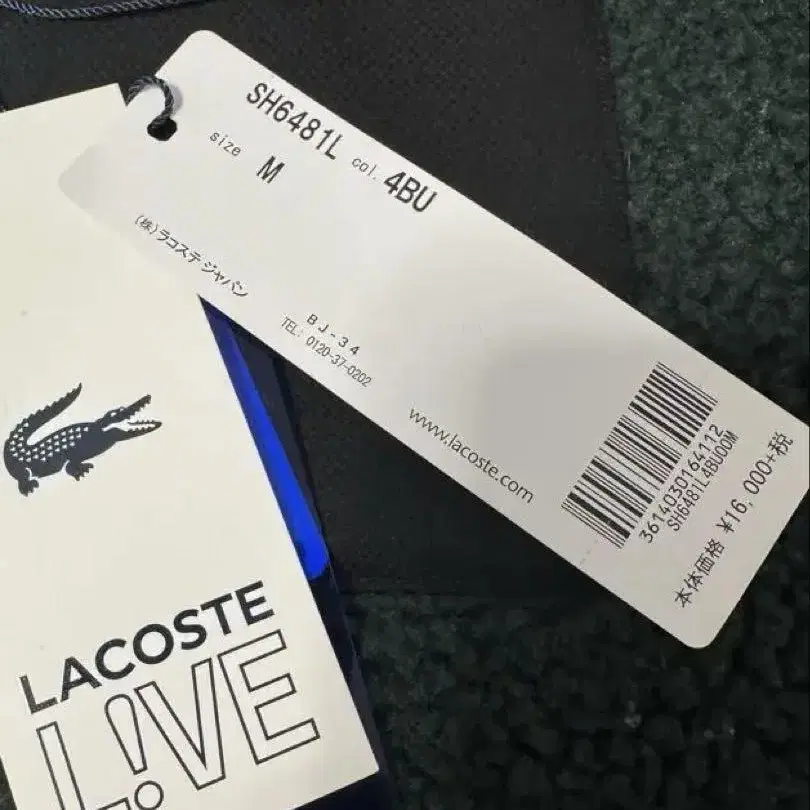 SH6481L col. 4BU
size M
(株)ラコステ ジャパン
BJ-34
TEL: 0120-37-0202
www.lacoste.com
3614030164112
SH6481L4BU00M
本体価格 ¥16,000+税
LACOSTE
L!VE